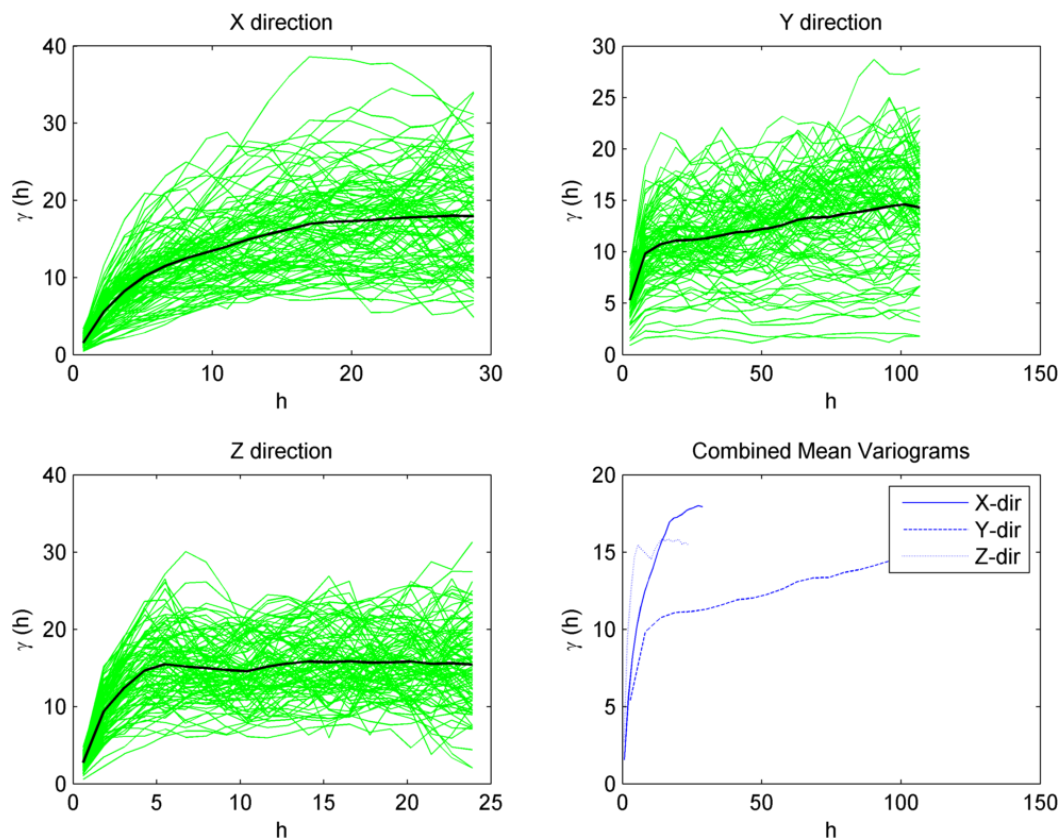 X direction
40
30
20
10
0
γ (h)
0 10 20 30
h
Y direction
30
25
20
15
10
5
0
γ (h)
0 50 100 150
h
Z direction
40
30
20
10
0
γ (h)
0 5 10 15 20 25
h
Combined Mean Variograms
20
15
10
5
0
γ (h)
X-dir
Y-dir
Z-dir
0 50 100 150
h